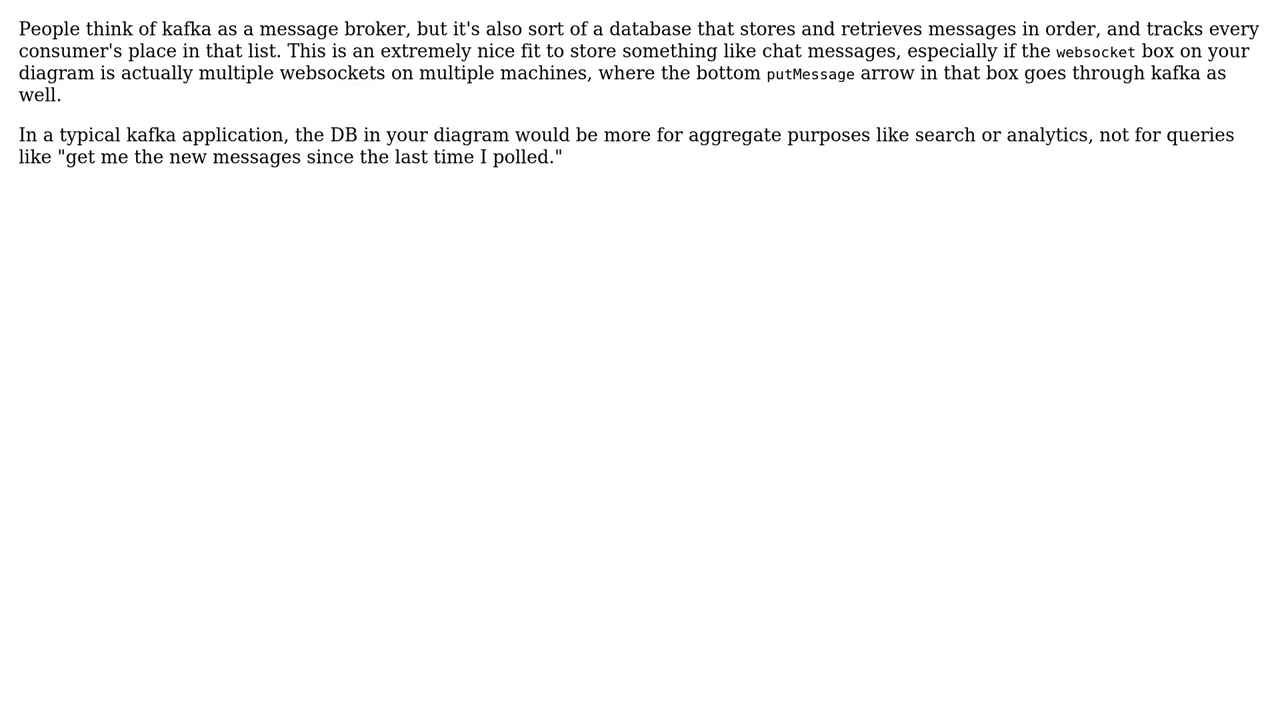 People think of kafka as a message broker, but it's also sort of a database that stores and retrieves messages in order, and tracks every
consumer's place in that list. This is an extremely nice fit to store something like chat messages, especially if the websocket box on your
diagram is actually multiple websockets on multiple machines, where the bottom putMessage arrow in that box goes through kafka as
well.
In a typical kafka application, the DB in your diagram would be more for aggregate purposes like search or analytics, not for queries
like "get me the new messages since the last time I polled."